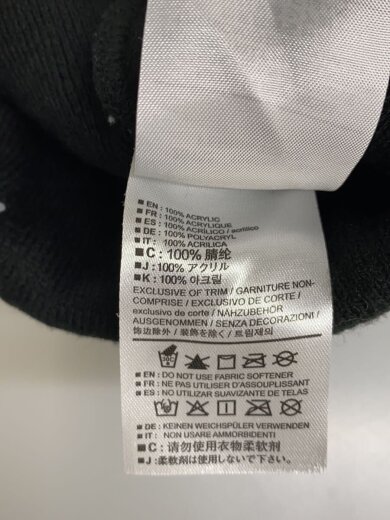 ■ EN : 100% ACRYLIC
■ FR : 100% ACRYLIQUE
■ ES : 100% ACRÍLICO / acrílico
■ DE : 100% POLYACRYL
■ IT : 100% ACRILICA
■ C : 100% 腈纶
■ J : 100% アクリル
■ K : 100% 아크릴
EXCLUSIVE OF TRIM / GARNITURE NON-
COMPRISE / EXCLUSIVO DE CORTE /
exclusivo de corte / NÄHZUBEHÖR
AUSGENOMMEN / SENZA DECORAZIONI /
饰边除外 / 装飾を除く / 트림제외
■ EN : DO NOT USE FABRIC SOFTENER
■ FR : NE PAS UTILISER D'ASSOUPLISSANT
■ ES : NO UTILIZAR SUAVIZANTE DE TELAS
■ DE : KEINEN WEICHSPÜLER VERWENDEN
■ IT : NON USARE AMMORBIDENTI
■ C : 请勿使用衣物柔软剂
■ J : 柔軟剤は使用しないで下さい。